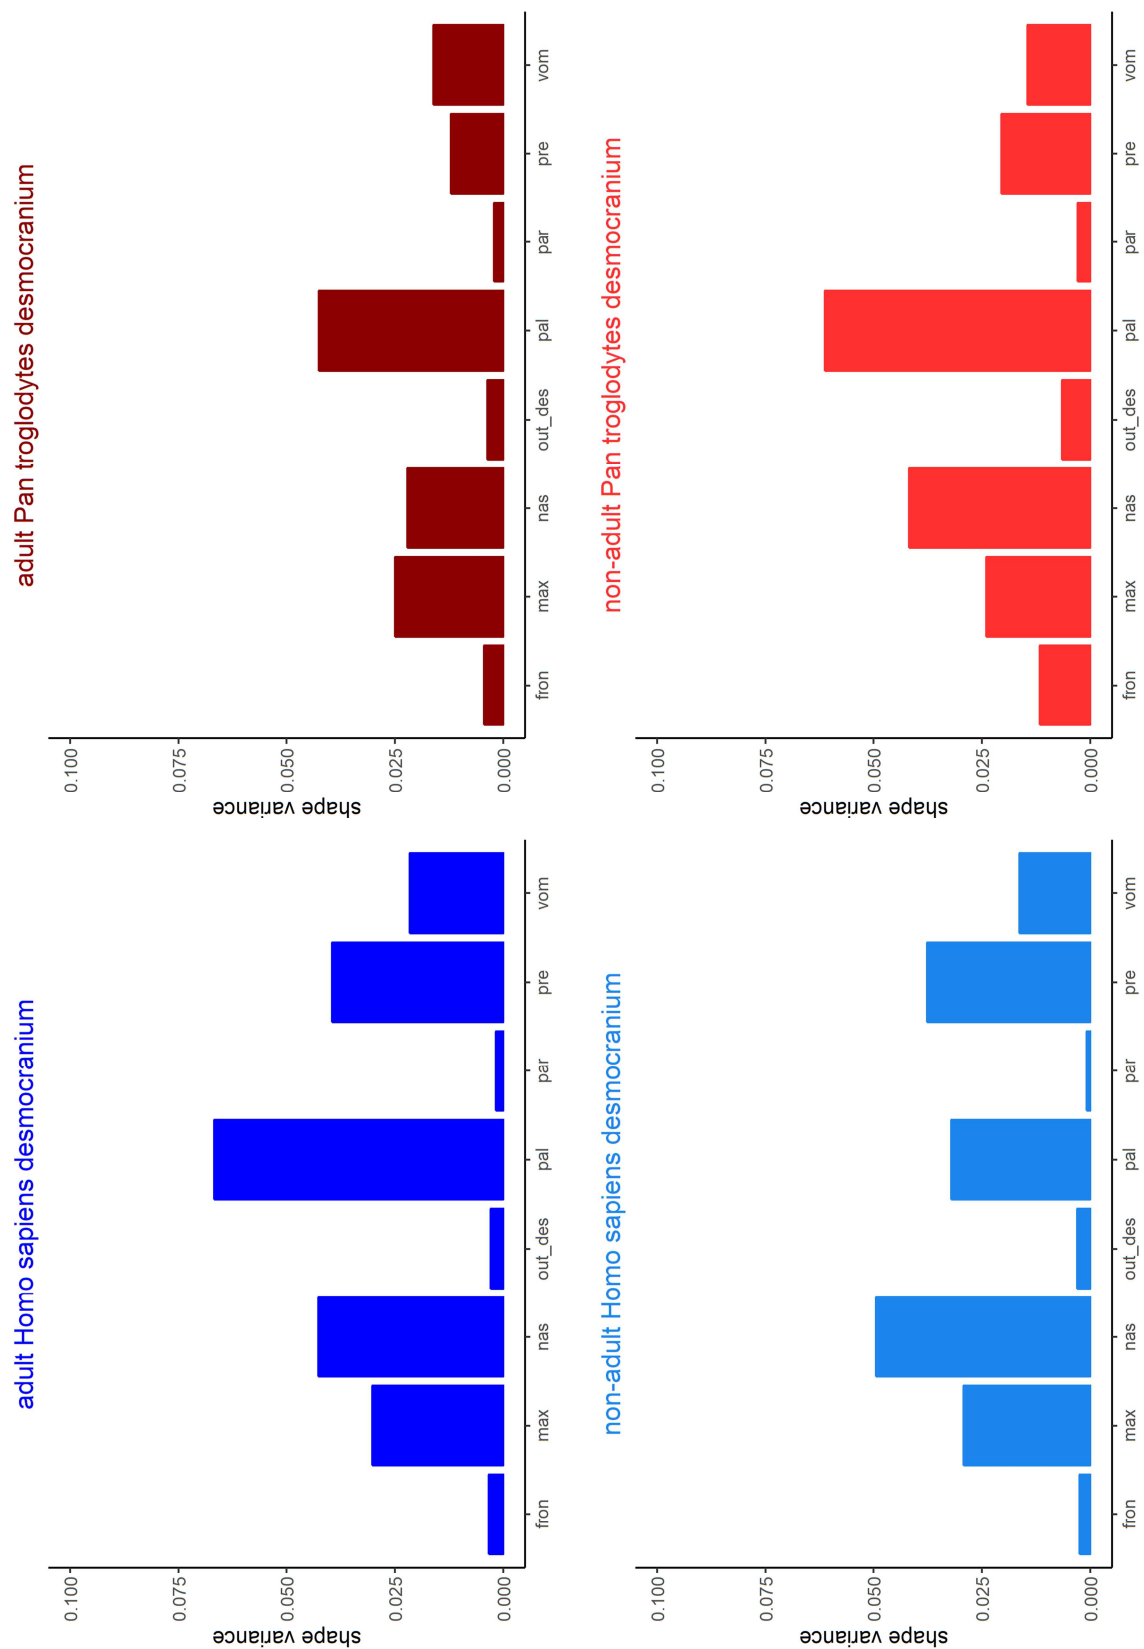 adult Homo sapiens desmocranium
shape variance
0.100
0.075
0.050
0.025
0.000
fron max nas out_des pal par pre vom
adult Pan troglodytes desmocranium
shape variance
0.100
0.075
0.050
0.025
0.000
fron max nas out_des pal par pre vom
non-adult Homo sapiens desmocranium
shape variance
0.100
0.075
0.050
0.025
0.000
fron max nas out_des pal par pre vom
non-adult Pan troglodytes desmocranium
shape variance
0.100
0.075
0.050
0.025
0.000
fron max nas out_des pal par pre vom